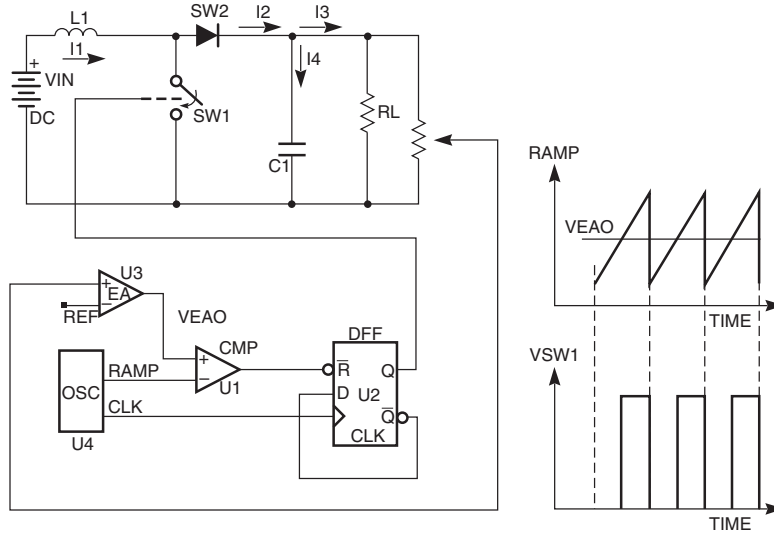 L1
SW2
I2
I3
I1
I4
+
VIN
DC
SW1
RL
C1
RAMP
VEAO
TIME
U3
+
EA
−
REF
VEAO
CMP
+
−
U1
DFF
R
Q
D
U2
Q
CLK
OSC
RAMP
CLK
U4
VSW1
TIME